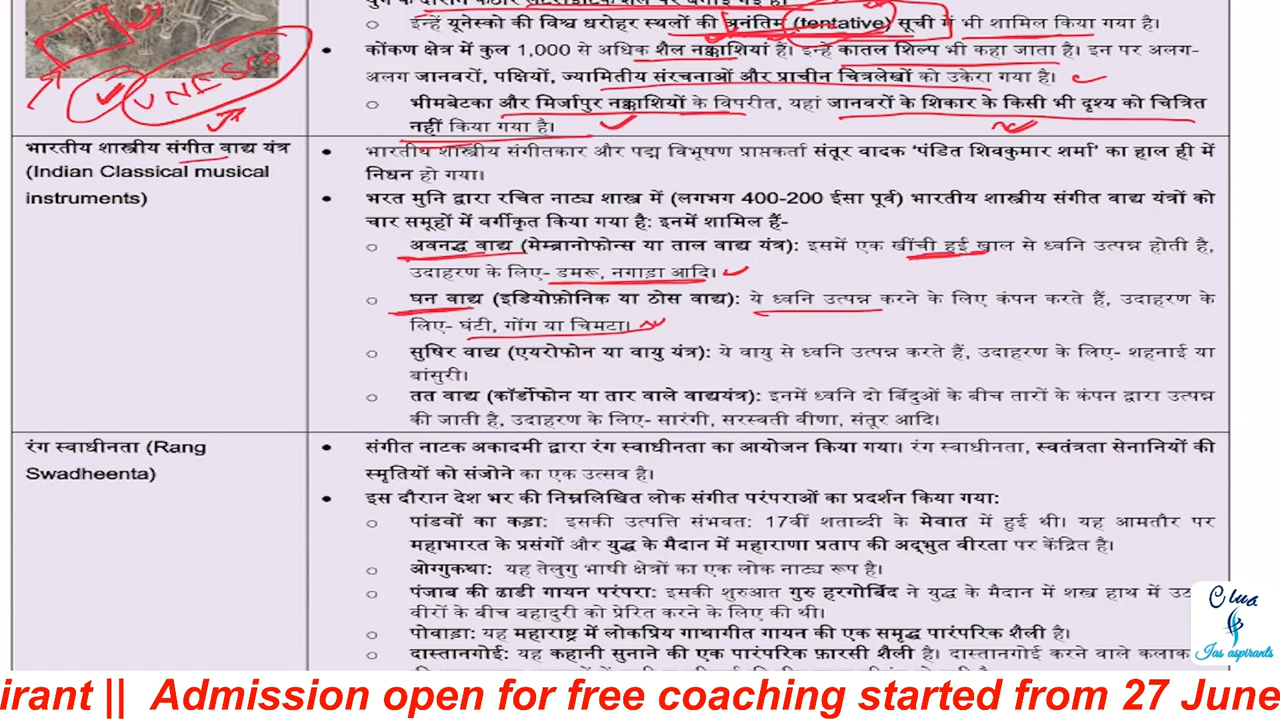 इन्हें यूनेस्को की विश्व धरोहर स्थलों की अनंतिम (tentative) सूची में भी शामिल किया गया है।
कोंकण क्षेत्र में कुल 1,000 से अधिक शैल नक्काशियां हैं। इन्हें कातल शिल्प भी कहा जाता है। इन पर अलग-
अलग जानवरों, पक्षियों, ज्यामितीय संरचनाओं और प्राचीन चित्रलेखों को उकेरा गया है।
UNESCO
भीमबेटका और मिर्जापुर नक्काशियों के विपरीत, यहां जानवरों के शिकार के किसी भी दृश्य को चित्रित
नहीं किया गया है।
भारतीय शास्त्रीय संगीत वाद्य यंत्र
(Indian Classical musical
instruments)
भारतीय शास्त्रीय संगीतकार और पद्म विभूषण प्राप्तकर्ता संतूर वादक 'पंडित शिवकुमार शर्मा' का हाल ही में
निधन हो गया।
भरत मुनि द्वारा रचित नाट्य शास्त्र में (लगभग 400-200 ईसा पूर्व) भारतीय शास्त्रीय संगीत वाद्य यंत्रों को
चार समूहों में वर्गीकृत किया गया है: इनमें शामिल हैं-
अवनद्ध वाद्य (मेम्ब्रानोफोन्स या ताल वाद्य यंत्र): इसमें एक खींची हुई खाल से ध्वनि उत्पन्न होती है,
उदाहरण के लिए- डमरू, नगाड़ा आदि।
घन वाद्य (इडियोफ़ोनिक या ठोस वाद्य): ये ध्वनि उत्पन्न करने के लिए कंपन करते हैं, उदाहरण के
लिए- घंटी, गोंग या चिमटा।
सुषिर वाद्य (एयरोफोन या वायु यंत्र): ये वायु से ध्वनि उत्पन्न करते हैं, उदाहरण के लिए- शहनाई या
बांसुरी।
तत वाद्य (कॉर्डोफोन या तार वाले वाद्ययंत्र): इनमें ध्वनि दो बिंदुओं के बीच तारों के कंपन द्वारा उत्पन्न
की जाती है, उदाहरण के लिए- सारंगी, सरस्वती वीणा, संतूर आदि।
रंग स्वाधीनता (Rang
Swadheenta)
संगीत नाटक अकादमी द्वारा रंग स्वाधीनता का आयोजन किया गया। रंग स्वाधीनता, स्वतंत्रता सेनानियों की
स्मृतियों को संजोने का एक उत्सव है।
इस दौरान देश भर की निम्नलिखित लोक संगीत परंपराओं का प्रदर्शन किया गया:
पांडवों का कड़ा: इसकी उत्पत्ति संभवत: 17वीं शताब्दी के मेवात में हुई थी। यह आमतौर पर
महाभारत के प्रसंगों और युद्ध के मैदान में महाराणा प्रताप की अद्भुत वीरता पर केंद्रित है।
ओग्गुकथा: यह तेलुगु भाषी क्षेत्रों का एक लोक नाट्य रूप है।
पंजाब की ढाडी गायन परंपरा: इसकी शुरुआत गुरु हरगोबिंद ने युद्ध के मैदान में शस्त्र हाथ में
वीरों के बीच बहादुरी को प्रेरित करने के लिए की थी।
पोवाड़ा: यह महाराष्ट्र में लोकप्रिय गाथागीत गायन की एक समृद्ध पारंपरिक शैली है।
दास्तानगोई: यह कहानी सुनाने की एक पारंपरिक फ़ारसी शैली है। दास्तानगोई करने वाले
Ias aspirants
irant || Admission open for free coaching started from 27 June